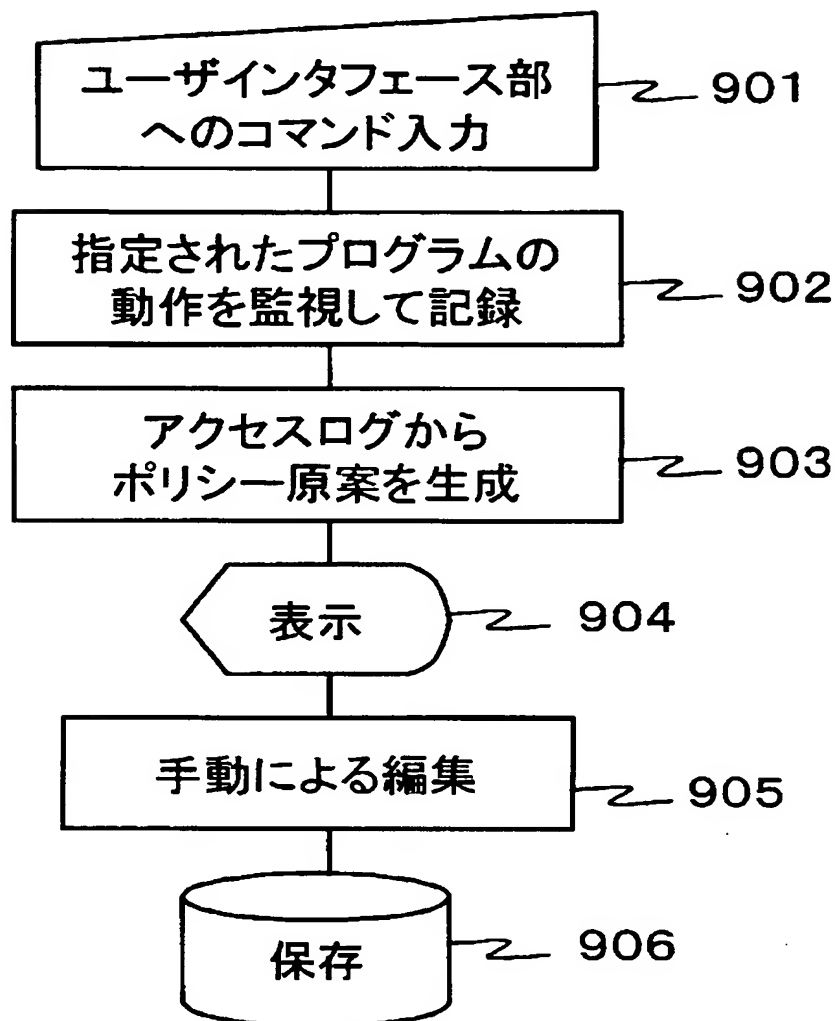 ユーザインタフェース部
へのコマンド入力
901
指定されたプログラムの
動作を監視して記録
902
アクセスログから
ポリシー原案を生成
903
表示
904
手動による編集
905
保存
906